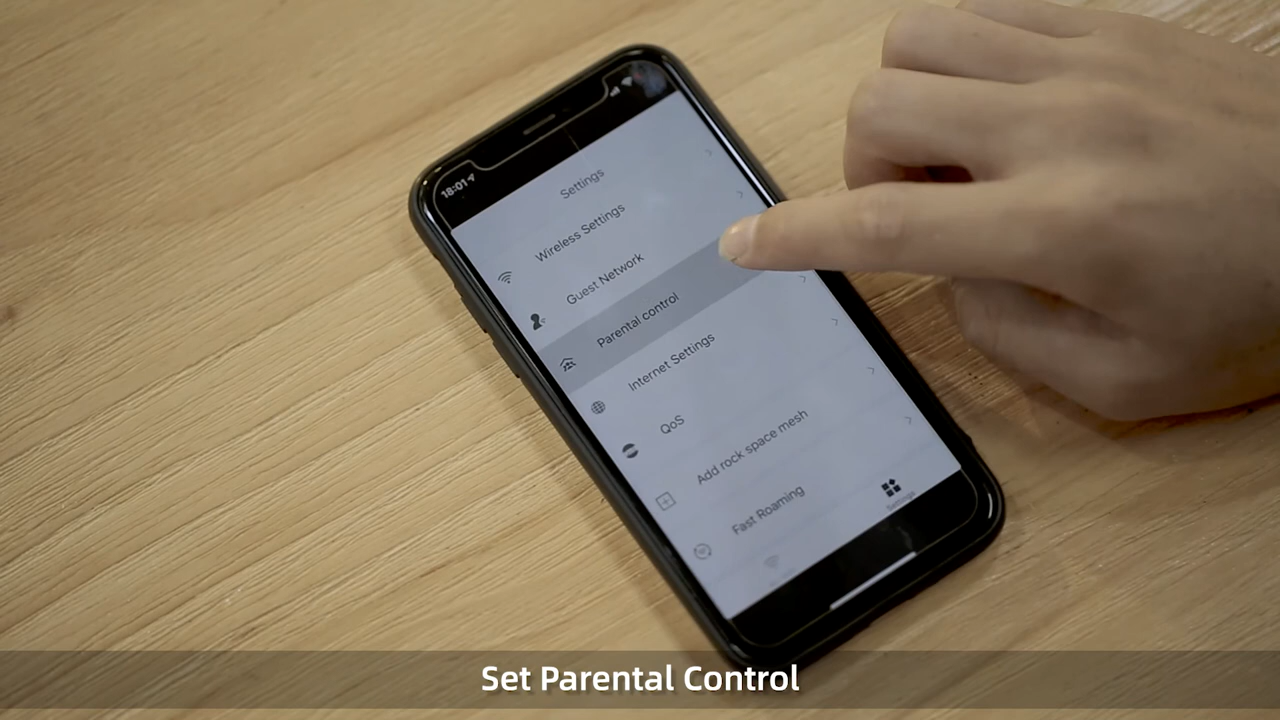 18:01
Settings
Wireless Settings
Guest Network
Parental control
Internet Settings
QoS
Add rock space mesh
Fast Roaming
Settings
Set Parental Control